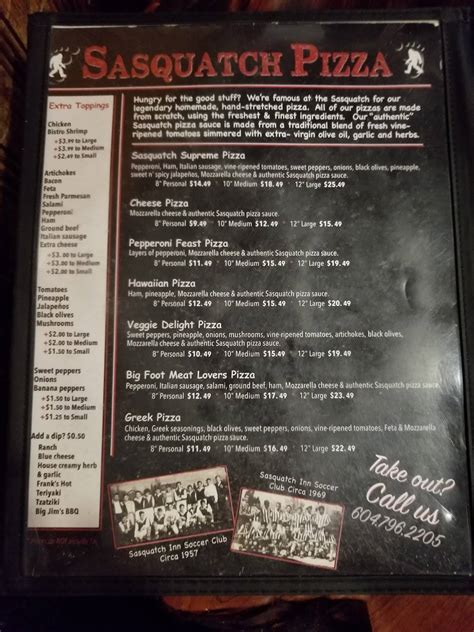 SASQUATCH PIZZA
Hungry for the good stuff? We're famous at the Sasquatch for our
legendary homemade, hand-stretched pizza. All of our pizzas are made
from scratch, using the freshest & finest ingredients. Our "authentic"
Sasquatch pizza sauce is made from a traditional blend of fresh vine-
ripened tomatoes simmered with extra- virgin olive oil, garlic and herbs.
Extra Toppings
Chicken
Bistro Shrimp
+$3.99 to Large
+$3.49 to Medium
+$2.49 to Small
Artichokes
Bacon
Feta
Fresh Parmesan
Salami
Pepperoni
Ham
Ground beef
Italian sausage
Extra cheese
+$3.00 to Large
+$3.00 to Medium
+$2.00 to Small
Tomatoes
Pineapple
Jalapeños
Black olives
Mushrooms
+$2.00 to Large
+$2.00 to Medium
+$1.50 to Small
Sweet peppers
Onions
Banana peppers
+$1.50 to Large
+$1.50 to Medium
+$1.25 to Small
Add a dip? $0.50
Ranch
Blue cheese
House creamy herb
& garlic
Frank's Hot
Teriyaki
Tzatziki
Big Jim's BBQ
Sasquatch Supreme Pizza
Pepperoni, Ham, Italian sausage, vine ripened tomatoes, sweet peppers, onions, black olives, pineapple,
sweet n' spicy jalapenos, Mozzarella cheese & authentic Sasquatch pizza sauce.
8" Personal $14.49 10" Medium $18.49 12" Large $25.49
Cheese Pizza
Mozzarella cheese & authentic Sasquatch pizza sauce.
8" Personal $9.49 10" Medium $13.49 12" Large $15.49
Pepperoni Feast Pizza
Layers of pepperoni, Mozzarella cheese & authentic Sasquatch pizza sauce.
8" Personal $11.49 10" Medium $15.49 12" Large $19.49
Hawaiian Pizza
Ham, pineapple, Mozzarella cheese & authentic Sasquatch pizza sauce.
8" Personal $12.49 10" Medium $15.49 12" Large $20.49
Veggie Delight Pizza
Sweet peppers, pineapple, onions, mushrooms, vine-ripened tomatoes, artichokes, black olives,
Mozzarella cheese & authentic Sasquatch pizza sauce.
8" Personal $10.49 10" Medium $15.49 12" Large $21.49
Big Foot Meat Lovers Pizza
Pepperoni, Italian sausage, salami, ground beef, ham, Mozzarella cheese & authentic Sasquatch pizza sauce.
8" Personal $12.49 10" Medium $17.49 12" Large $23.49
Greek Pizza
Chicken, Greek seasonings, black olives, sweet peppers, onions, vine-ripened tomatoes, Feta & Mozzarella
cheese & authentic Sasquatch pizza sauce.
8" Personal $11.49 10" Medium $16.49 12" Large $22.49
Sasquatch Inn Soccer Club
Circa 1957
Sasquatch Inn Soccer
Club Circa 1969
Take out?
Call us
604.796.2205